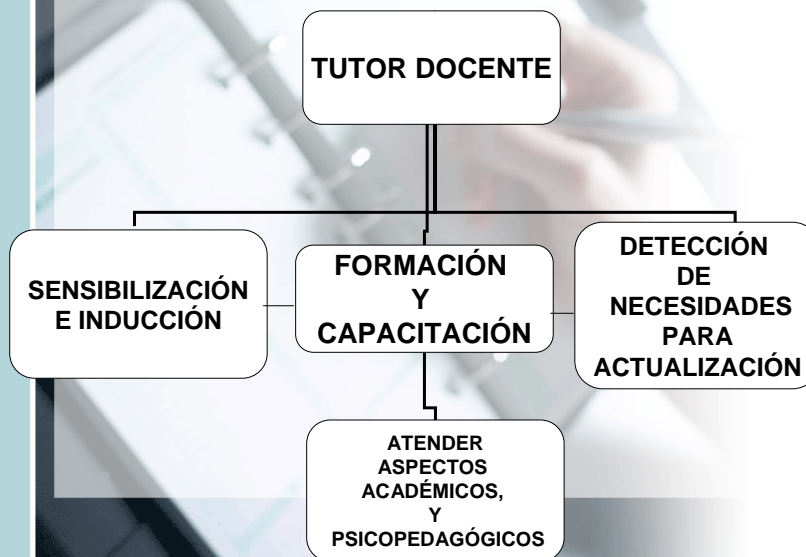 TUTOR DOCENTE
SENSIBILIZACIÓN
E INDUCCIÓN
FORMACIÓN
Y
CAPACITACIÓN
DETECCIÓN
DE
NECESIDADES
PARA
ACTUALIZACIÓN
ATENDER
ASPECTOS
ACADÉMICOS,
Y
PSICOPEDAGÓGICOS